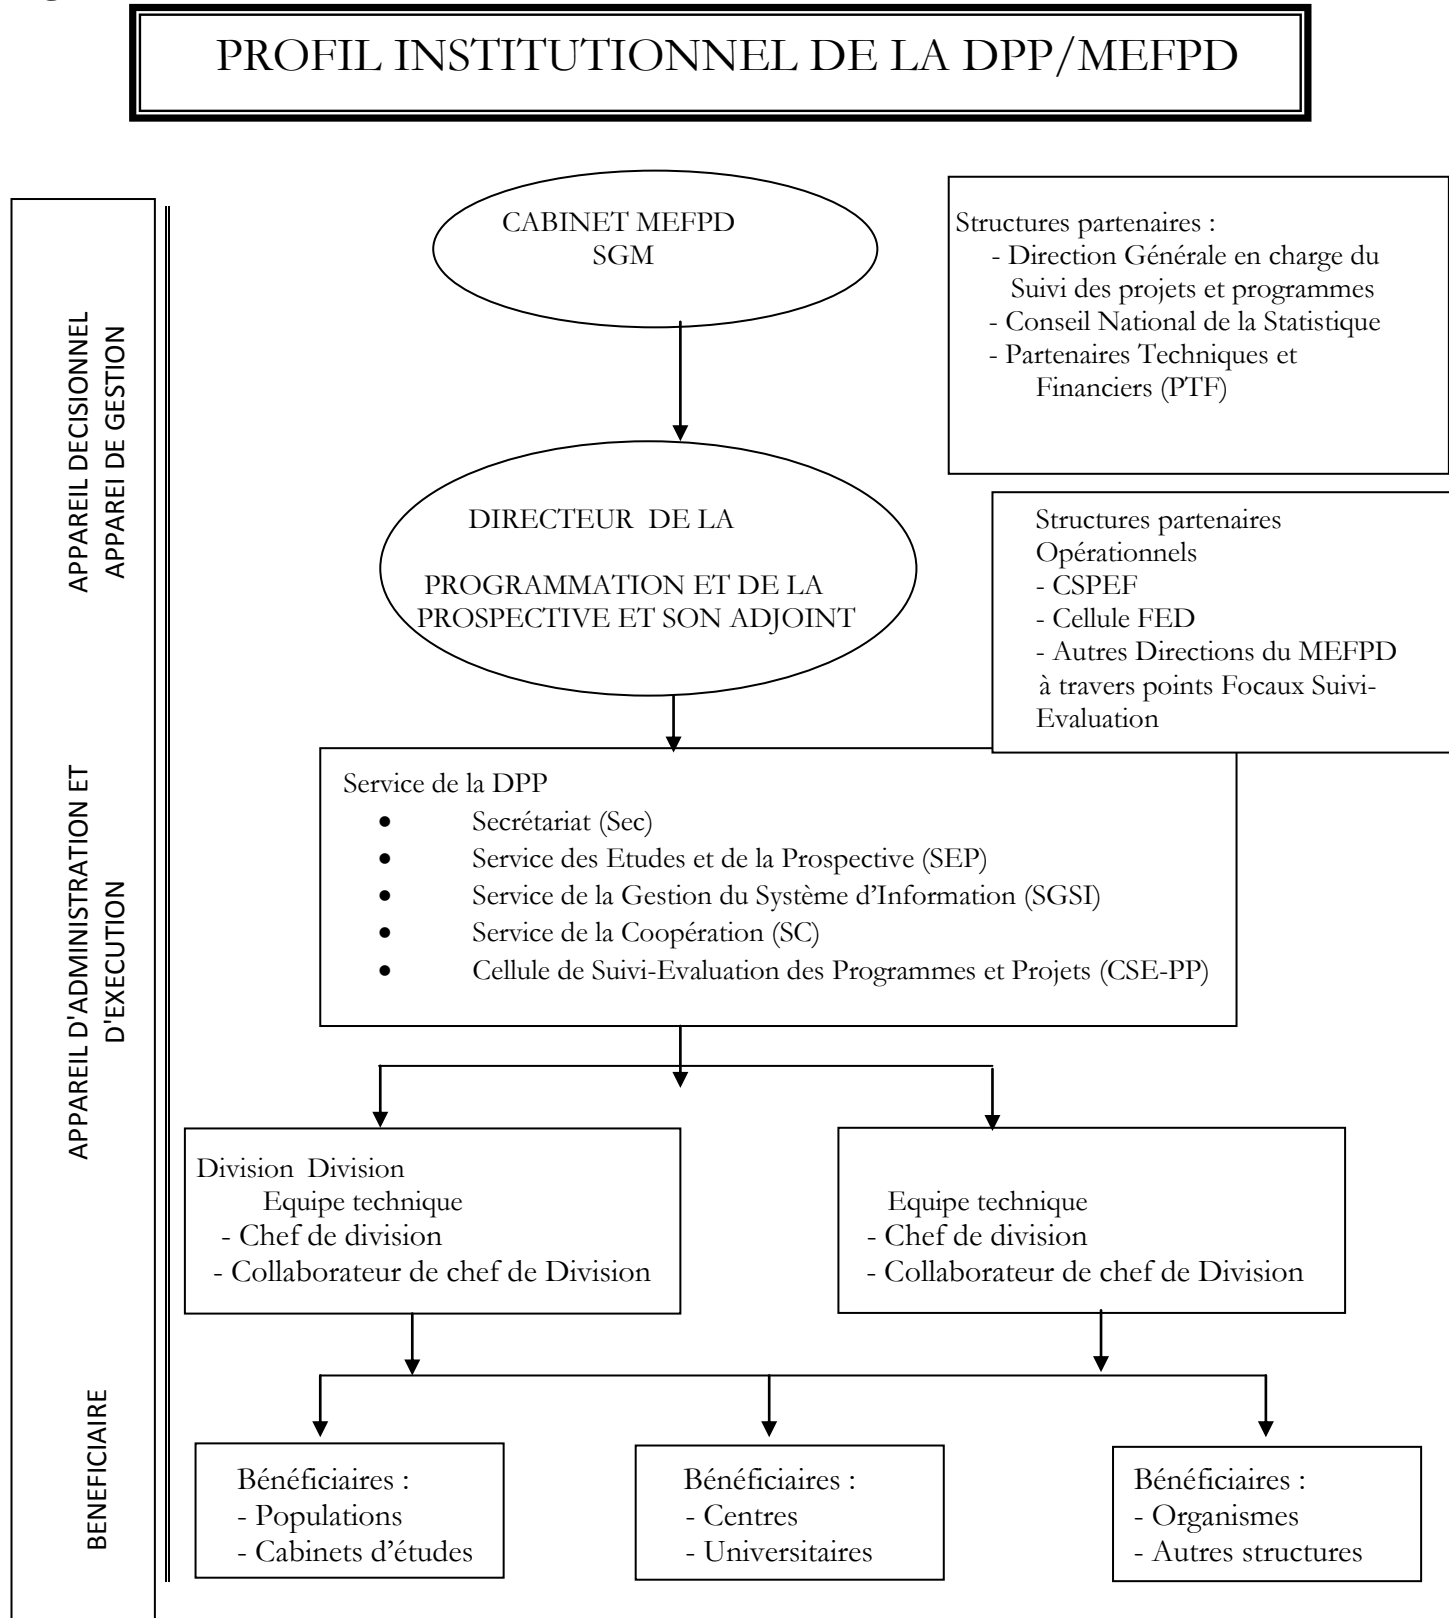 PROFIL INSTITUTIONNEL DE LA DPP/MEFPD
CABINET MEFPD
SGM
Structures partenaires :
- Direction Générale en charge du
Suivi des projets et programmes
- Conseil National de la Statistique
- Partenaires Techniques et
Financiers (PTF)
APPAREIL DECISIONNEL
APPAREI DE GESTION
DIRECTEUR DE LA
PROGRAMMATION ET DE LA
PROSPECTIVE ET SON ADJOINT
Structures partenaires
Opérationnels
- CSPEF
- Cellule FED
- Autres Directions du MEFPD
à travers points Focaux Suivi-
Evaluation
APPAREIL D'ADMINISTRATION ET
D'EXECUTION
Service de la DPP
• Secrétariat (Sec)
• Service des Etudes et de la Prospective (SEP)
• Service de la Gestion du Système d’Information (SGSI)
• Service de la Coopération (SC)
• Cellule de Suivi-Evaluation des Programmes et Projets (CSE-PP)
Division Division
Equipe technique
- Chef de division
- Collaborateur de chef de Division
Equipe technique
- Chef de division
- Collaborateur de chef de Division
BENEFICIAIRE
Bénéficiaires :
- Populations
- Cabinets d’études
Bénéficiaires :
- Centres
- Universitaires
Bénéficiaires :
- Organismes
- Autres structures